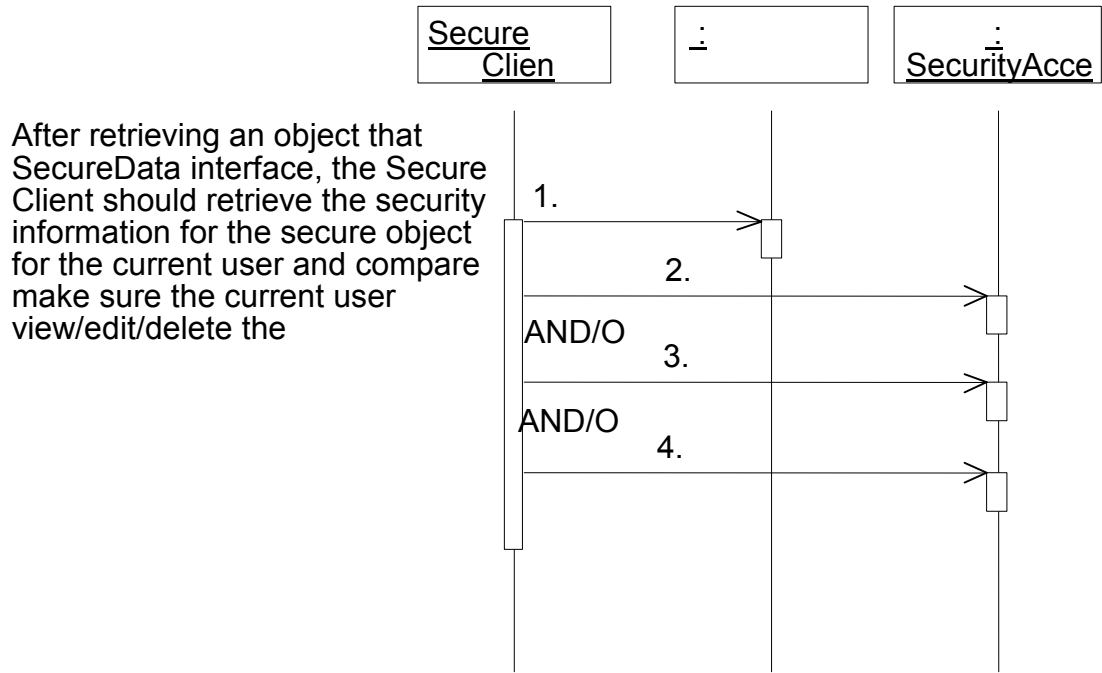 Secure
Clien
:
:
SecurityAcce
After retrieving an object that
SecureData interface, the Secure
Client should retrieve the security
information for the secure object
for the current user and compare
make sure the current user
view/edit/delete the
1.
2.
AND/O
3.
AND/O
4.